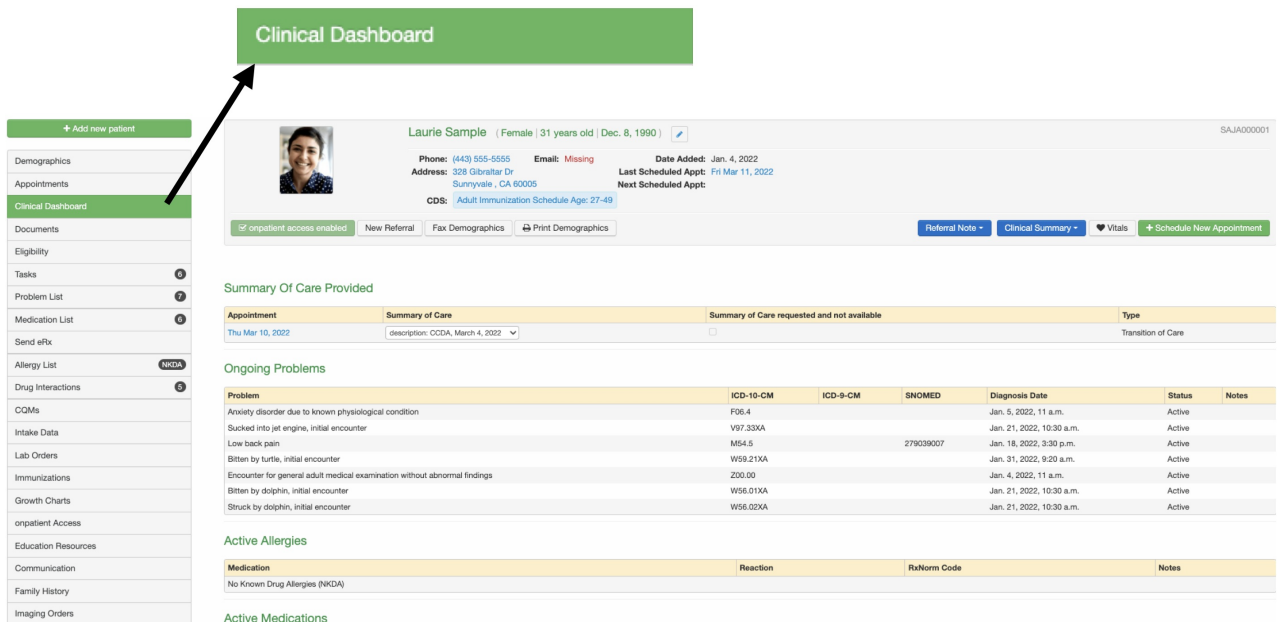 Clinical Dashboard
+ Add new patient
Demographics
Appointments
Clinical Dashboard
Documents
Eligibility
Tasks 6
Problem List 7
Medication List 6
Send eRx
Allergy List NKDA
Drug Interactions 5
CQMs
Intake Data
Lab Orders
Immunizations
Growth Charts
onpatient Access
Education Resources
Communication
Family History
Imaging Orders
Laurie Sample ( Female | 31 years old | Dec. 8, 1990 ) SAJA000001
Phone: (443) 555-5555 Email: Missing Date Added: Jan. 4, 2022
Address: 328 Gibraltar Dr Last Scheduled Appt: Fri Mar 11, 2022
Sunnyvale , CA 60005 Next Scheduled Appt:
CDS: Adult Immunization Schedule Age: 27-49
onpatient access enabled New Referral Fax Demographics Print Demographics Referral Note Clinical Summary Vitals + Schedule New Appointment
Summary Of Care Provided
Appointment Summary of Care Summary of Care requested and not available Type
Thu Mar 10, 2022 description: CCDA, March 4, 2022 Transition of Care
Ongoing Problems
Problem ICD-10-CM ICD-9-CM SNOMED Diagnosis Date Status Notes
Anxiety disorder due to known physiological condition F06.4 Jan. 5, 2022, 11 a.m. Active
Sucked into jet engine, initial encounter V97.33XA Jan. 21, 2022, 10:30 a.m. Active
Low back pain M54.5 279039007 Jan. 18, 2022, 3:30 p.m. Active
Bitten by turtle, initial encounter W59.21XA Jan. 31, 2022, 9:20 a.m. Active
Encounter for general adult medical examination without abnormal findings Z00.00 Jan. 4, 2022, 11 a.m. Active
Bitten by dolphin, initial encounter W56.01XA Jan. 21, 2022, 10:30 a.m. Active
Struck by dolphin, initial encounter W56.02XA Jan. 21, 2022, 10:30 a.m. Active
Active Allergies
Medication Reaction RxNorm Code Notes
No Known Drug Allergies (NKDA)
Active Medications